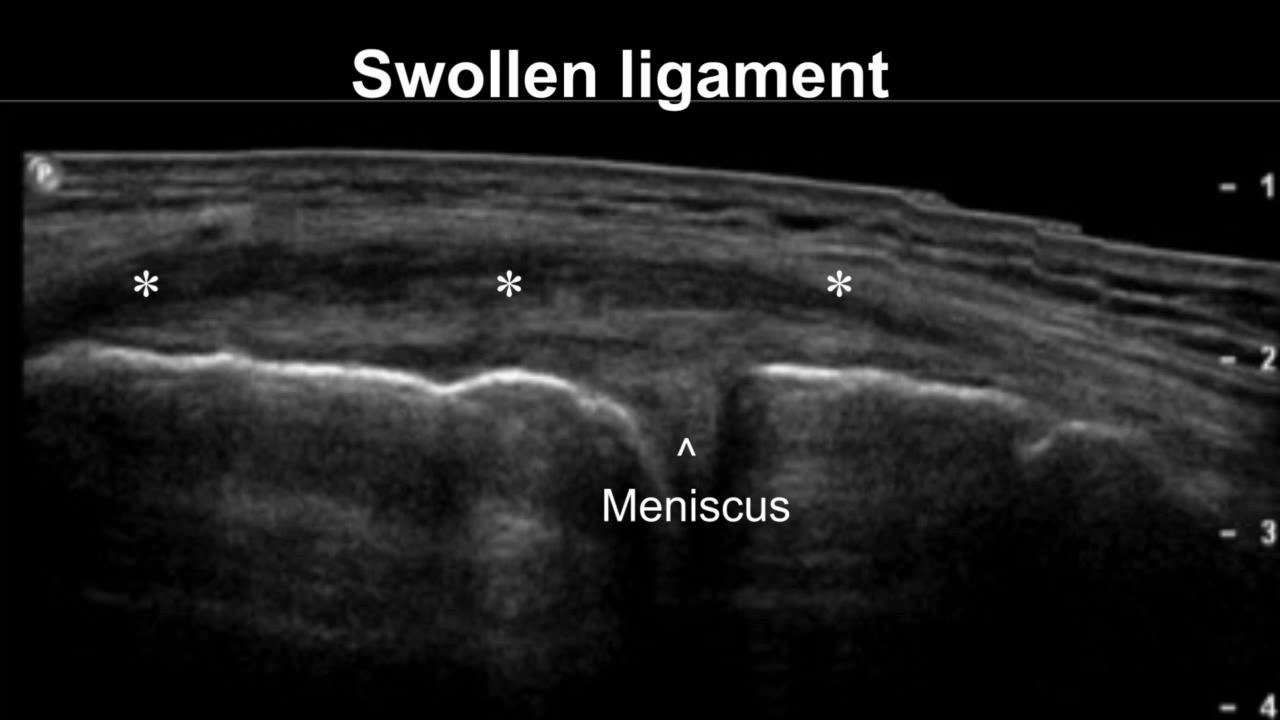 Swollen ligament
P
- 1
* * *
- 2
^
Meniscus
- 3
- 4